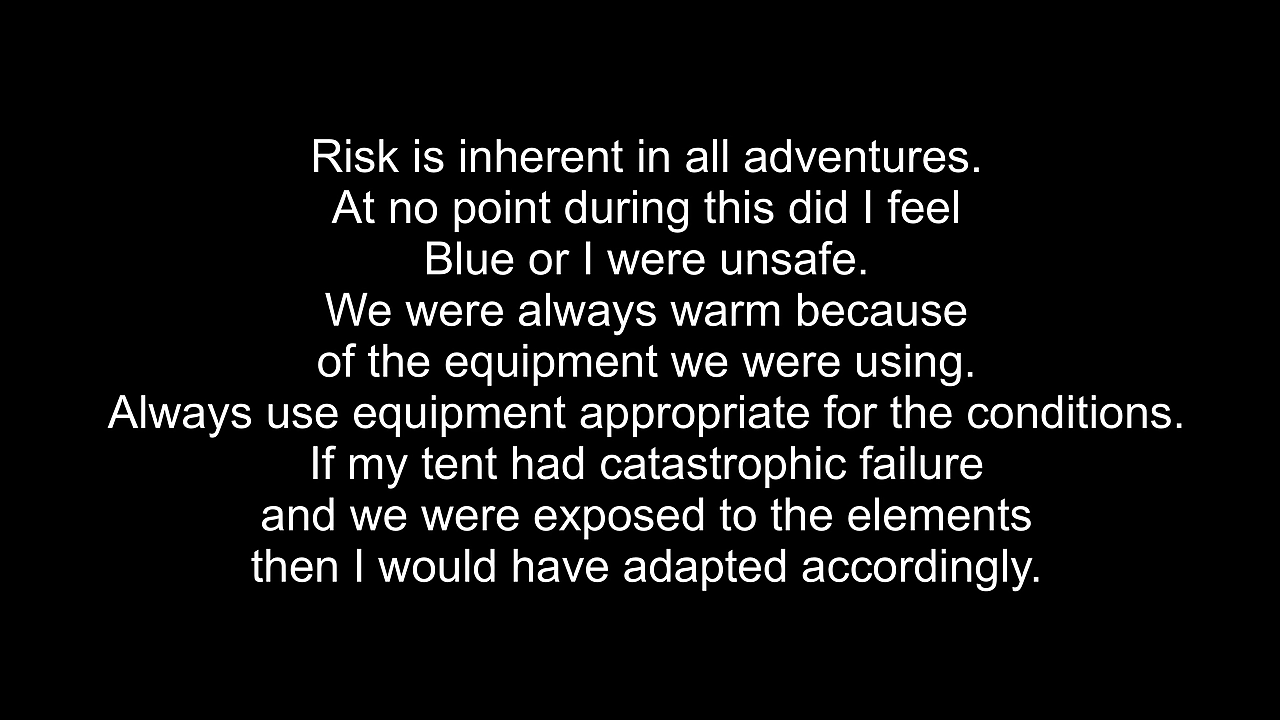 Risk is inherent in all adventures.
At no point during this did I feel
Blue or I were unsafe.
We were always warm because
of the equipment we were using.
Always use equipment appropriate for the conditions.
If my tent had catastrophic failure
and we were exposed to the elements
then I would have adapted accordingly.